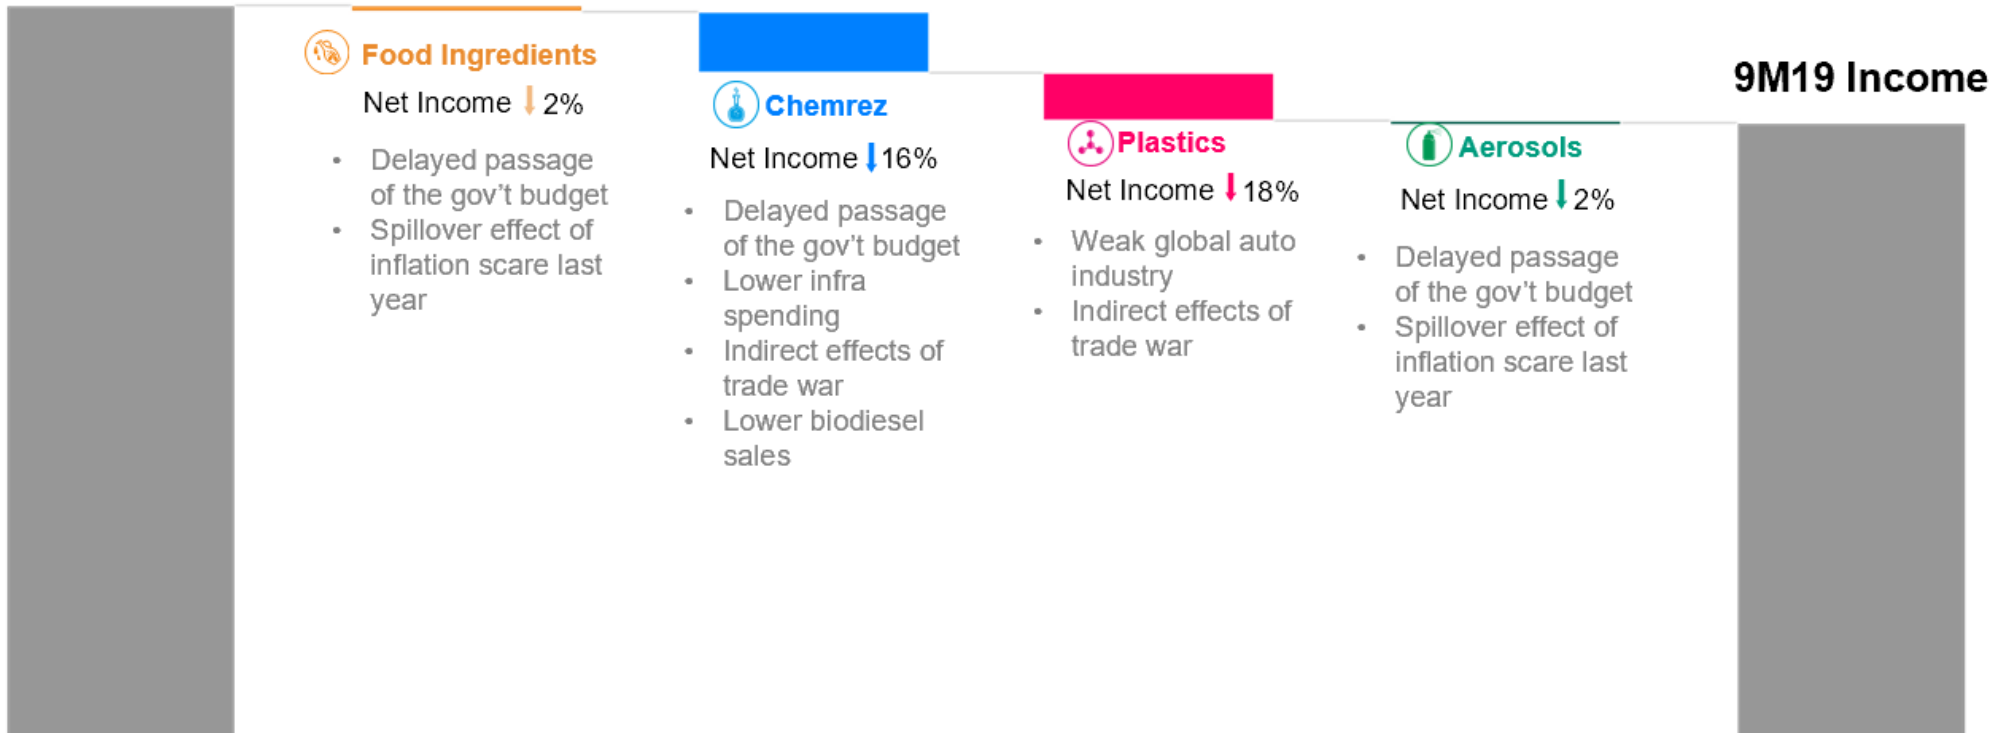 9M19 Income
Food Ingredients
Net Income 2%
• Delayed passage
of the gov't budget
• Spillover effect of
inflation scare last
year
Chemrez
Net Income 16%
• Delayed passage
of the gov't budget
• Lower infra
spending
• Indirect effects of
trade war
• Lower biodiesel
sales
Plastics
Net Income 18%
• Weak global auto
industry
• Indirect effects of
trade war
Aerosols
Net Income 2%
• Delayed passage
of the gov't budget
• Spillover effect of
inflation scare last
year